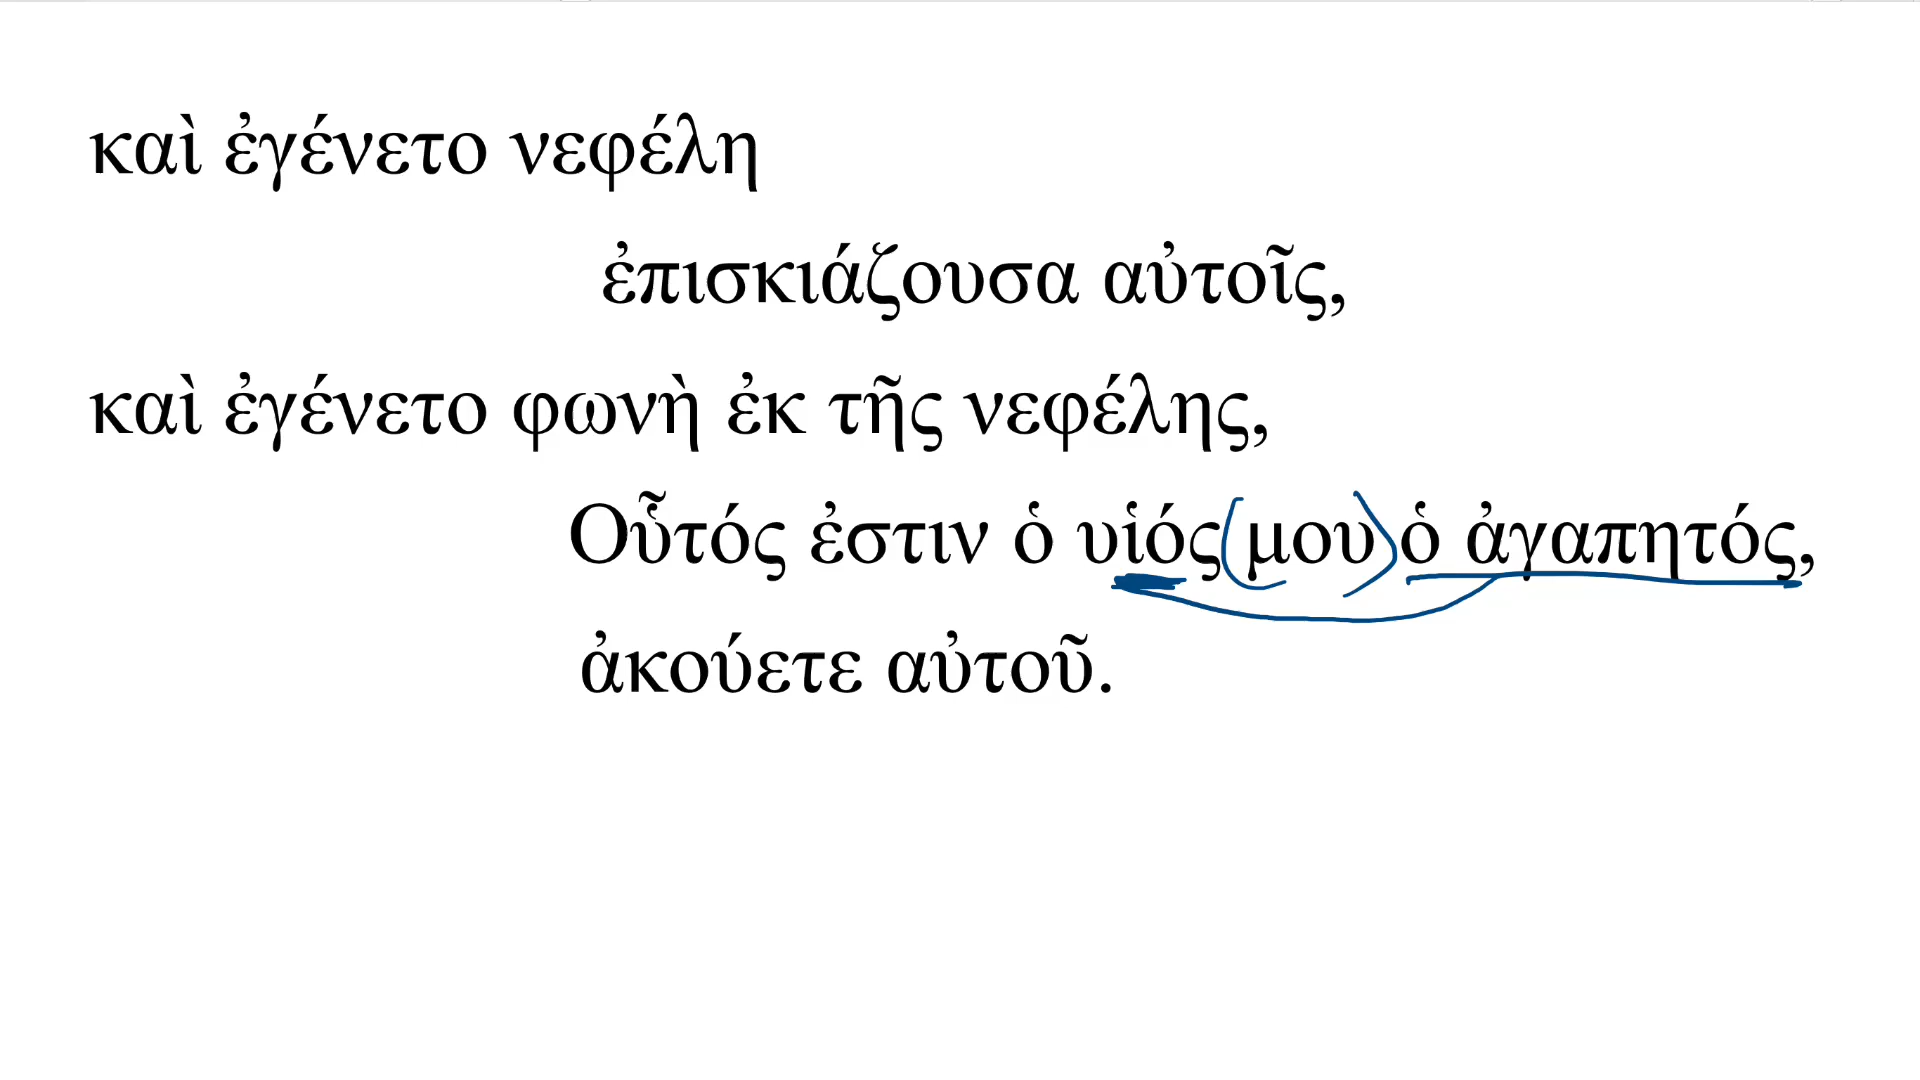 καὶ ἐγένετο νεφέλη
ἐπισκιάζουσα αὐτοῖς,
καὶ ἐγένετο φωνὴ ἐκ τῆς νεφέλης,
Οὗτός ἐστιν ὁ υἱός (μου) ὁ ἀγαπητός,
ἀκούετε αὐτοῦ.